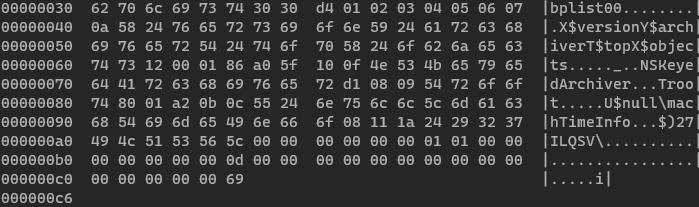 00000030  62 70 6c 69 73 74 30 30  d4 01 02 03 04 05 06 07  |bplist00........|
00000040  0a 58 24 76 65 72 73 69  6f 6e 59 24 61 72 63 68  |.X$versionY$arch|
00000050  69 76 65 72 54 24 74 6f  70 58 24 6f 62 6a 65 63  |iverT$topX$objec|
00000060  74 73 12 00 01 86 a0 5f  10 0f 4e 53 4b 65 79 65  |ts....._..NSKeye|
00000070  64 41 72 63 68 69 76 65  72 d1 08 09 54 72 6f 6f  |dArchiver...Troo|
00000080  74 80 01 a2 0b 0c 55 24  6e 75 6c 6c 5c 6d 61 63  |t.....U$null\mac|
00000090  68 54 69 6d 65 49 6e 66  6f 08 11 1a 24 29 32 37  |hTimeInfo...$)27|
000000a0  49 4c 51 53 56 5c 00 00  00 00 00 00 01 01 00 00  |ILQSV\..........|
000000b0  00 00 00 00 00 0d 00 00  00 00 00 00 00 00 00 00  |................|
000000c0  00 00 00 00 00 69                                 |.....i|
000000c6